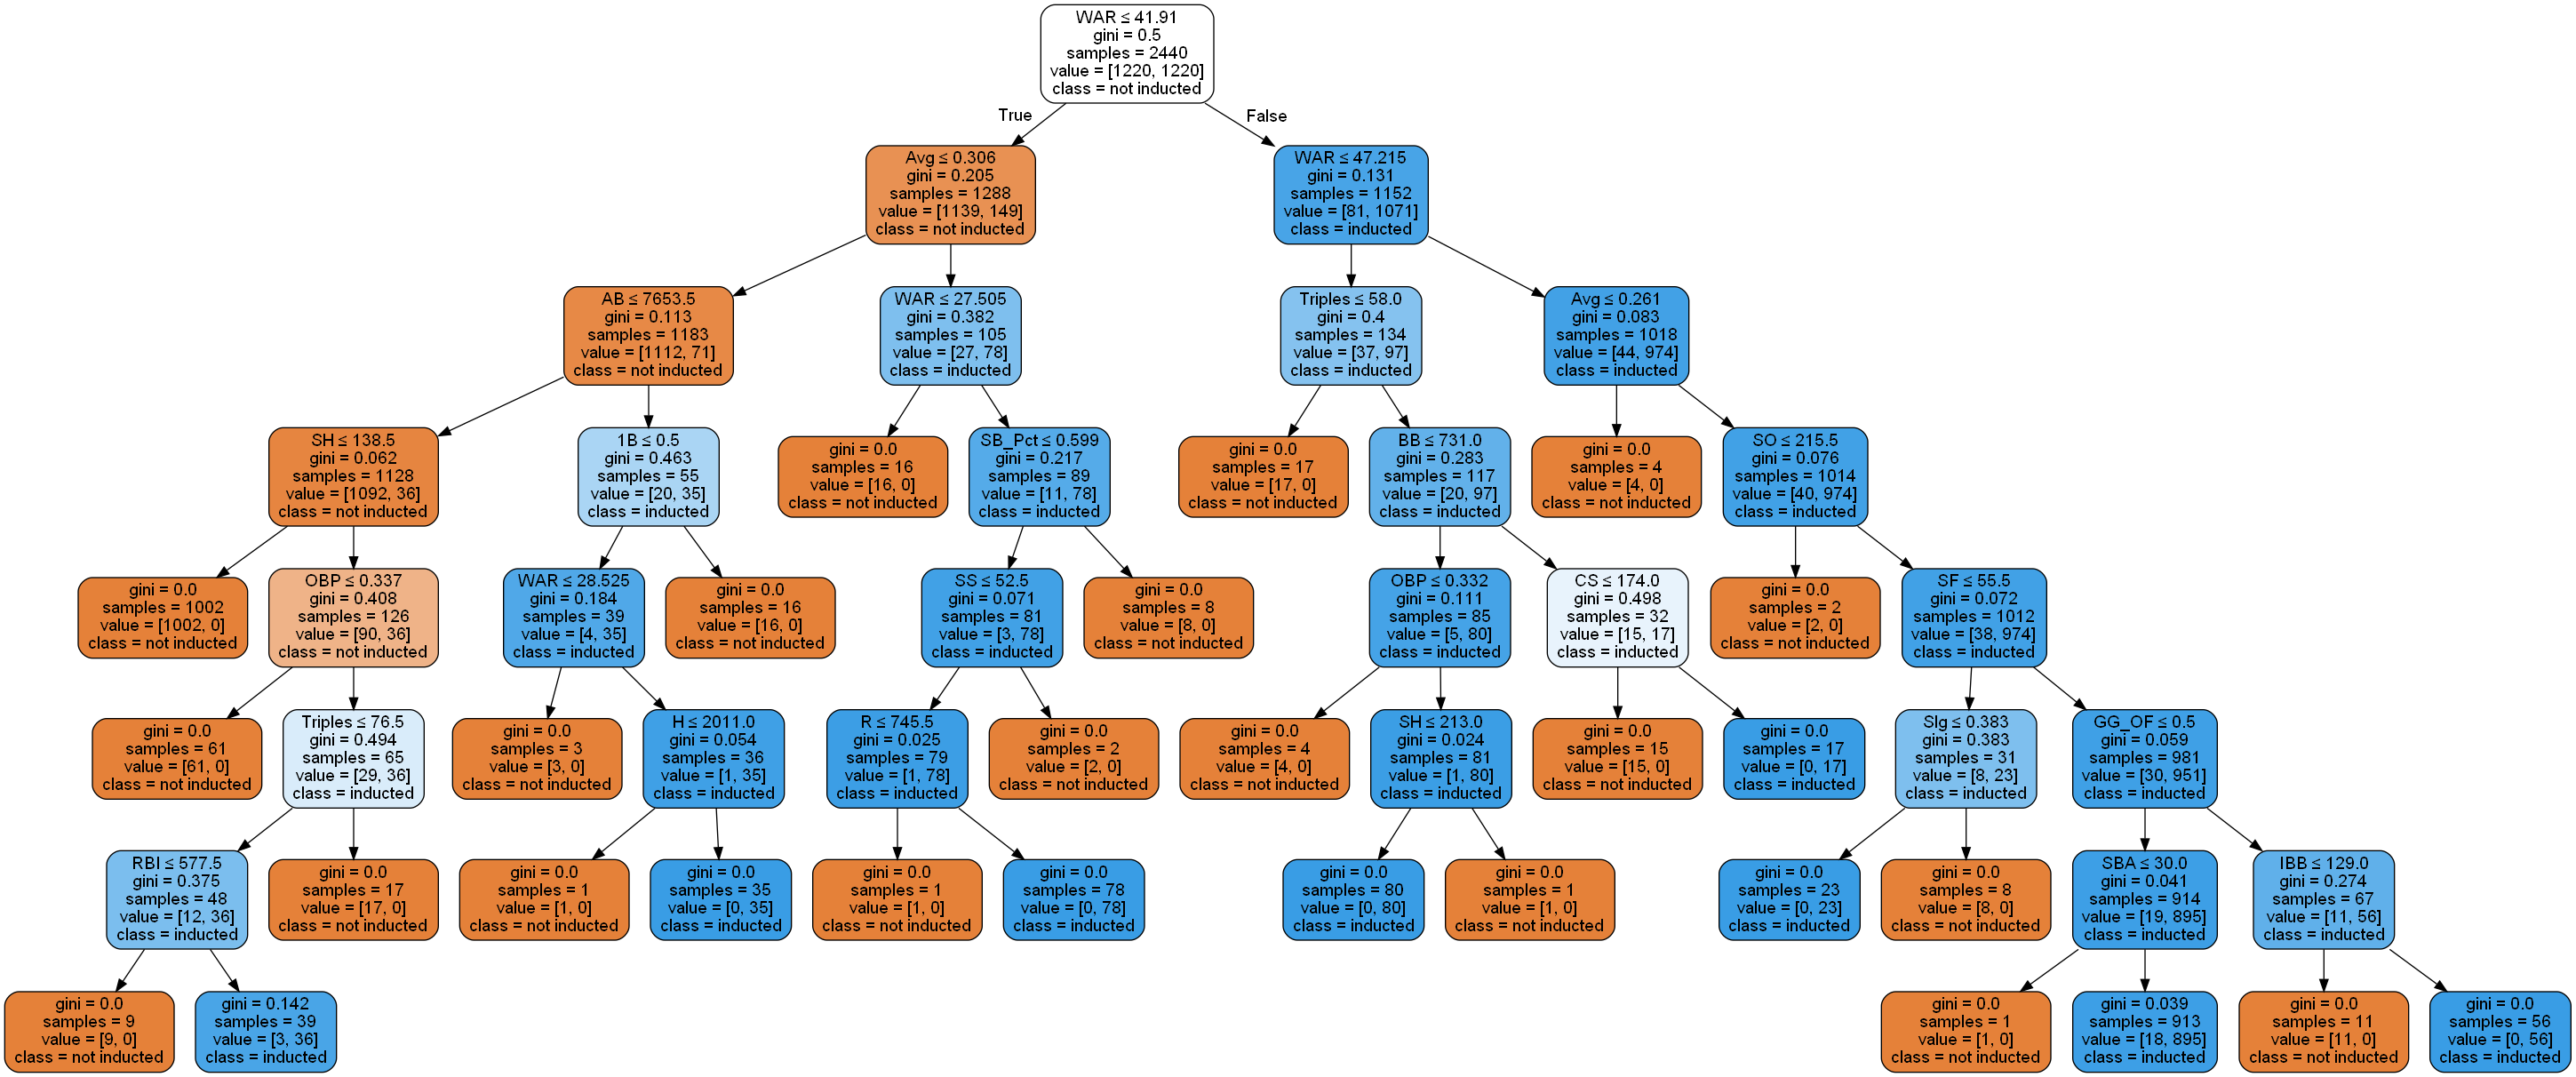 WAR ≤ 41.91
gini = 0.5
samples = 2440
value = [1220, 1220]
class = not inducted
True
False
Avg ≤ 0.306
gini = 0.205
samples = 1288
value = [1139, 149]
class = not inducted
WAR ≤ 47.215
gini = 0.131
samples = 1152
value = [81, 1071]
class = inducted
AB ≤ 7653.5
gini = 0.113
samples = 1183
value = [1112, 71]
class = not inducted
WAR ≤ 27.505
gini = 0.382
samples = 105
value = [27, 78]
class = inducted
Triples ≤ 58.0
gini = 0.4
samples = 134
value = [37, 97]
class = inducted
Avg ≤ 0.261
gini = 0.083
samples = 1018
value = [44, 974]
class = inducted
SH ≤ 138.5
gini = 0.062
samples = 1128
value = [1092, 36]
class = not inducted
1B ≤ 0.5
gini = 0.463
samples = 55
value = [20, 35]
class = inducted
gini = 0.0
samples = 16
value = [16, 0]
class = not inducted
SB_Pct ≤ 0.599
gini = 0.217
samples = 89
value = [11, 78]
class = inducted
gini = 0.0
samples = 17
value = [17, 0]
class = not inducted
BB ≤ 731.0
gini = 0.283
samples = 117
value = [20, 97]
class = inducted
gini = 0.0
samples = 4
value = [4, 0]
class = not inducted
SO ≤ 215.5
gini = 0.076
samples = 1014
value = [40, 974]
class = inducted
gini = 0.0
samples = 1002
value = [1002, 0]
class = not inducted
OBP ≤ 0.337
gini = 0.408
samples = 126
value = [90, 36]
class = not inducted
WAR ≤ 28.525
gini = 0.184
samples = 39
value = [4, 35]
class = inducted
gini = 0.0
samples = 16
value = [16, 0]
class = not inducted
SS ≤ 52.5
gini = 0.071
samples = 81
value = [3, 78]
class = inducted
gini = 0.0
samples = 8
value = [8, 0]
class = not inducted
OBP ≤ 0.332
gini = 0.111
samples = 85
value = [5, 80]
class = inducted
CS ≤ 174.0
gini = 0.498
samples = 32
value = [15, 17]
class = inducted
gini = 0.0
samples = 2
value = [2, 0]
class = not inducted
SF ≤ 55.5
gini = 0.072
samples = 1012
value = [38, 974]
class = inducted
gini = 0.0
samples = 61
value = [61, 0]
class = not inducted
Triples ≤ 76.5
gini = 0.494
samples = 65
value = [29, 36]
class = inducted
gini = 0.0
samples = 3
value = [3, 0]
class = not inducted
H ≤ 2011.0
gini = 0.054
samples = 36
value = [1, 35]
class = inducted
R ≤ 745.5
gini = 0.025
samples = 79
value = [1, 78]
class = inducted
gini = 0.0
samples = 2
value = [2, 0]
class = not inducted
gini = 0.0
samples = 4
value = [4, 0]
class = not inducted
SH ≤ 213.0
gini = 0.024
samples = 81
value = [1, 80]
class = inducted
gini = 0.0
samples = 15
value = [15, 0]
class = not inducted
gini = 0.0
samples = 17
value = [0, 17]
class = inducted
Slg ≤ 0.383
gini = 0.383
samples = 31
value = [8, 23]
class = inducted
GG_OF ≤ 0.5
gini = 0.059
samples = 981
value = [30, 951]
class = inducted
RBI ≤ 577.5
gini = 0.375
samples = 48
value = [12, 36]
class = inducted
gini = 0.0
samples = 17
value = [17, 0]
class = not inducted
gini = 0.0
samples = 1
value = [1, 0]
class = not inducted
gini = 0.0
samples = 35
value = [0, 35]
class = inducted
gini = 0.0
samples = 1
value = [1, 0]
class = not inducted
gini = 0.0
samples = 78
value = [0, 78]
class = inducted
gini = 0.0
samples = 80
value = [0, 80]
class = inducted
gini = 0.0
samples = 1
value = [1, 0]
class = not inducted
gini = 0.0
samples = 23
value = [0, 23]
class = inducted
gini = 0.0
samples = 8
value = [8, 0]
class = not inducted
SBA ≤ 30.0
gini = 0.041
samples = 914
value = [19, 895]
class = inducted
IBB ≤ 129.0
gini = 0.274
samples = 67
value = [11, 56]
class = inducted
gini = 0.0
samples = 9
value = [9, 0]
class = not inducted
gini = 0.142
samples = 39
value = [3, 36]
class = inducted
gini = 0.0
samples = 1
value = [1, 0]
class = not inducted
gini = 0.039
samples = 913
value = [18, 895]
class = inducted
gini = 0.0
samples = 11
value = [11, 0]
class = not inducted
gini = 0.0
samples = 56
value = [0, 56]
class = inducted